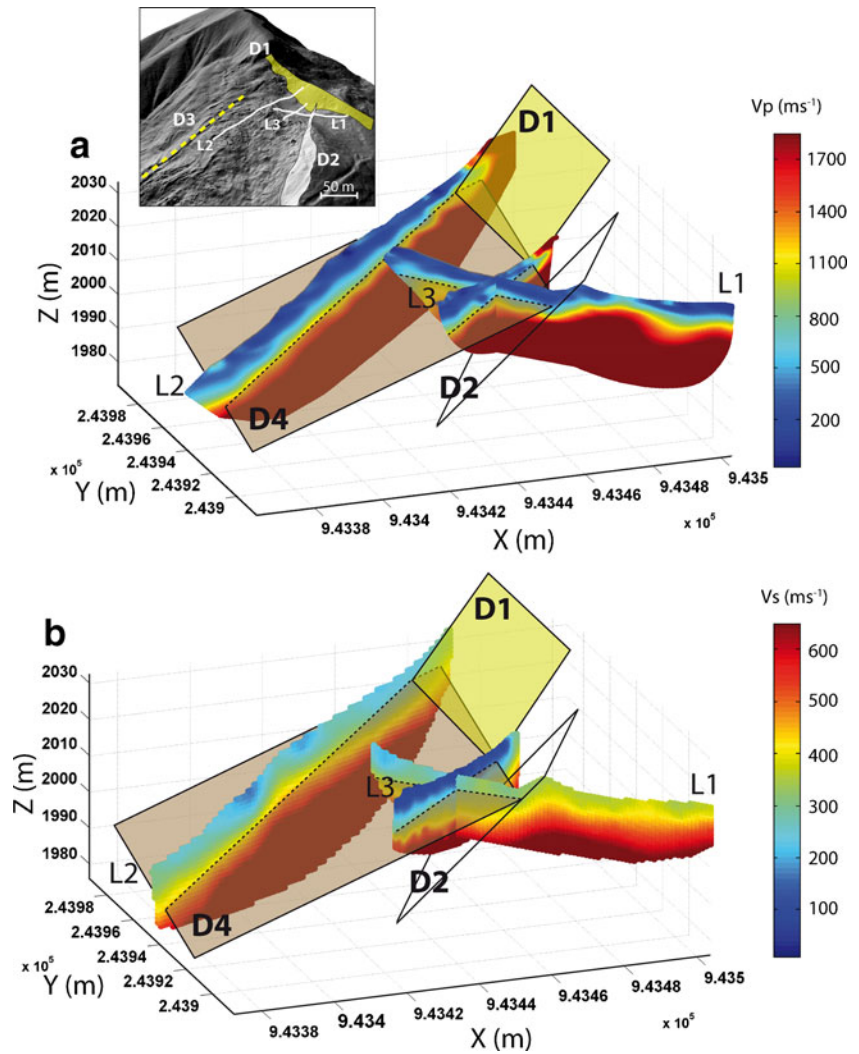 D1
D3
L2
L3
L1
D2
50 m
a
Vp (ms-1)
D1
1700
1400
1100
800
500
200
2030
2020
2010
2000
1990
1980
Z (m)
L3
L1
L2
D2
D4
2.4398
2.4396
2.4394
2.4392
2.439
x 10⁵
Y (m)
9.4338
9.434
9.4342
9.4344
9.4346
9.4348
9.435
x 10⁵
X (m)
b
Vs (ms-1)
D1
600
500
400
300
200
100
2030
2020
2010
2000
1990
1980
Z (m)
L3
L1
L2
D2
D4
2.4398
2.4396
2.4394
2.4392
2.439
x 10⁵
Y (m)
9.4338
9.434
9.4342
9.4344
9.4346
9.4348
9.435
x 10⁵
X (m)